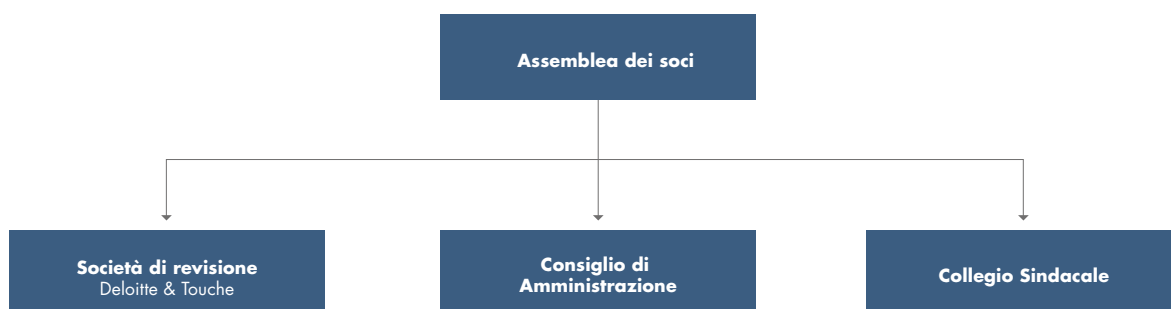 Assemblea dei soci
Società di revisione
Deloitte & Touche
Consiglio di
Amministrazione
Collegio Sindacale